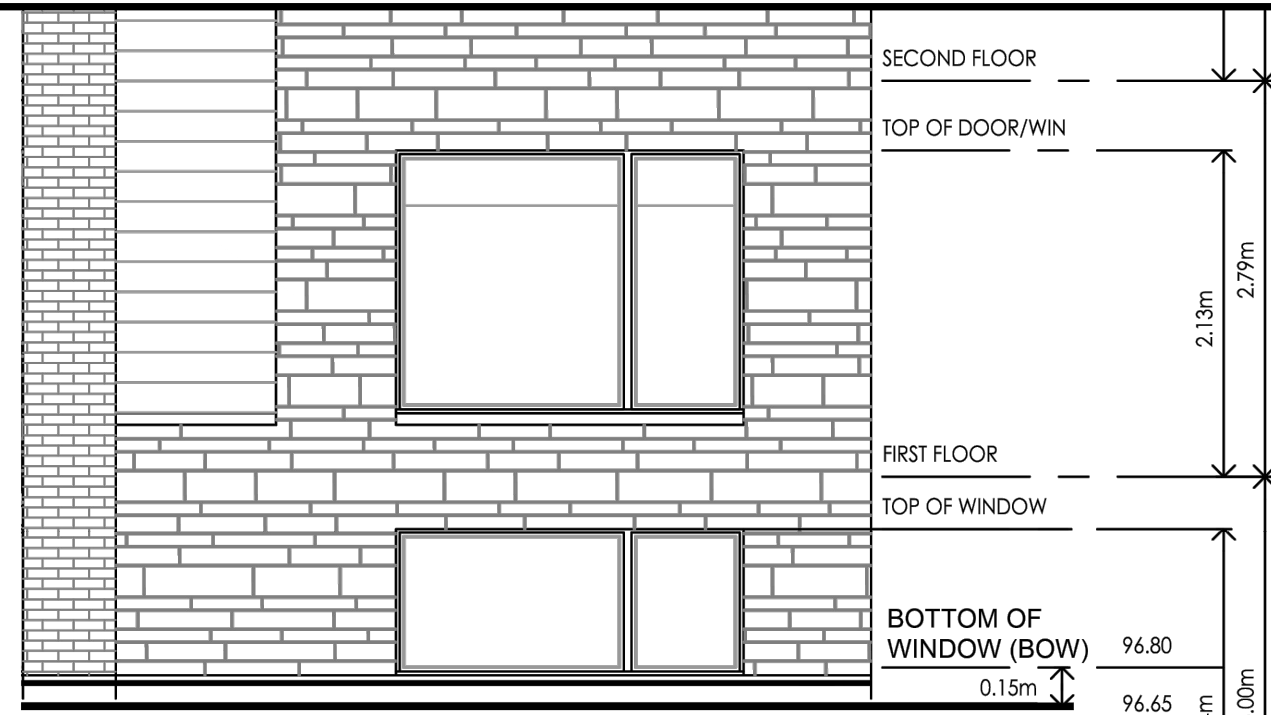 SECOND FLOOR
TOP OF DOOR/WIN
2.79m
2.13m
FIRST FLOOR
TOP OF WINDOW
BOTTOM OF
WINDOW (BOW)
96.80
0.15m
96.65